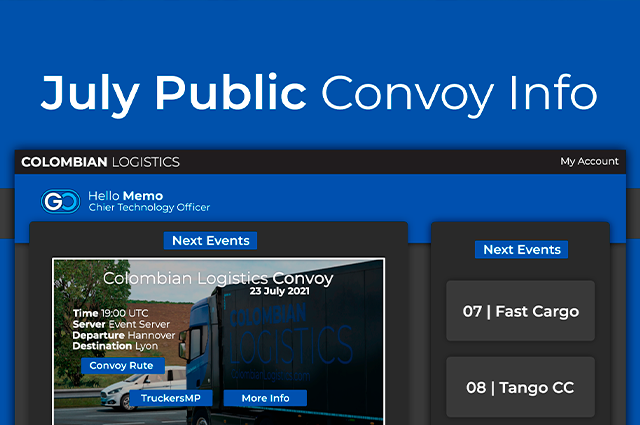 July Public Convoy Info
COLOMBIAN LOGISTICS
My Account
GO
Hello Memo
Chier Technology Officer
Next Events
Colombian Logistics Convoy
23 July 2021
Time 19:00 UTC
Server Event Server
Departure Hannover
Destination Lyon
Convoy Route
TruckersMP
More Info
COLOMBIAN
LOGISTICS
Next Events
07 | Fast Cargo
08 | Tango CC